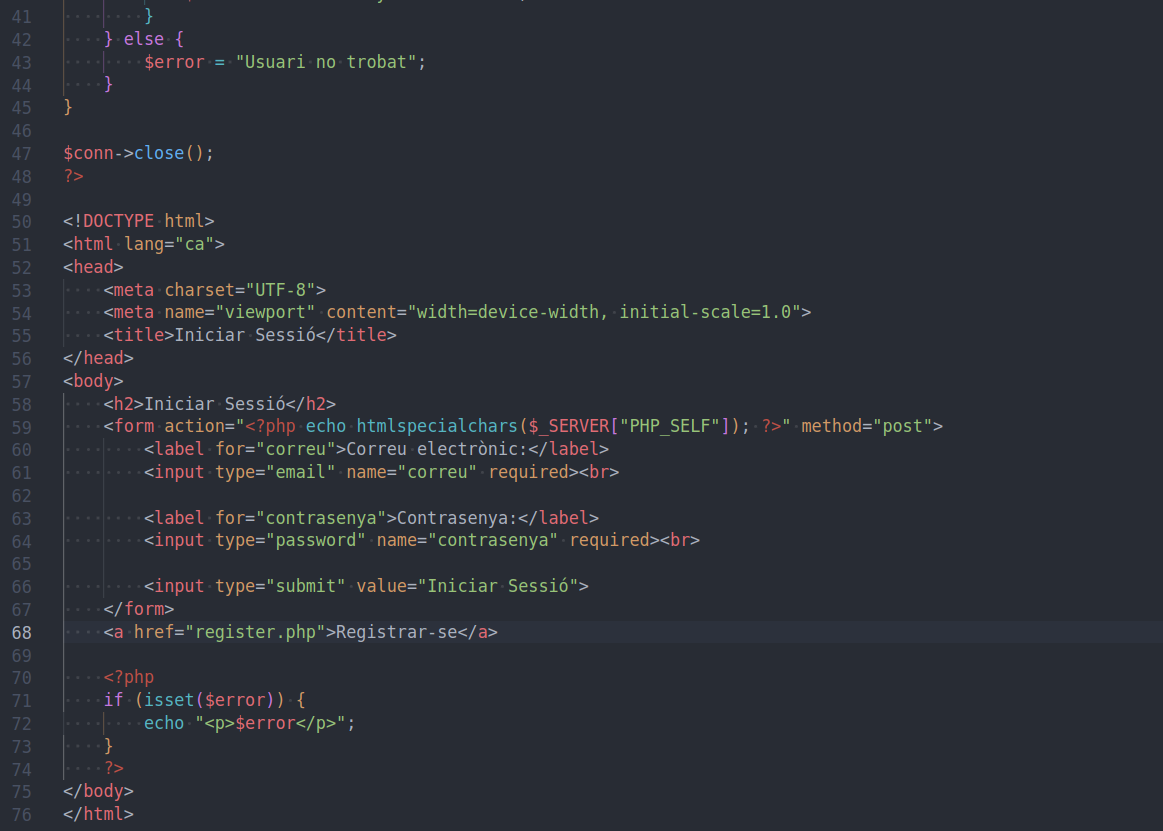 41 }
42 } else {
43 $error = "Usuari no trobat";
44 }
45 }
46
47 $conn->close();
48 ?>
49
50 <!DOCTYPE html>
51 <html lang="ca">
52 <head>
53 <meta charset="UTF-8">
54 <meta name="viewport" content="width=device-width, initial-scale=1.0">
55 <title>Iniciar Sessió</title>
56 </head>
57 <body>
58 <h2>Iniciar Sessió</h2>
59 <form action="<?php echo htmlspecialchars($_SERVER["PHP_SELF"]); ?>" method="post">
60 <label for="correu">Correu electrònic:</label>
61 <input type="email" name="correu" required><br>
62
63 <label for="contrasenya">Contrasenya:</label>
64 <input type="password" name="contrasenya" required><br>
65
66 <input type="submit" value="Iniciar Sessió">
67 </form>
68 <a href="register.php">Registrar-se</a>
69
70 <?php
71 if (isset($error)) {
72 echo "<p>$error</p>";
73 }
74 ?>
75 </body>
76 </html>